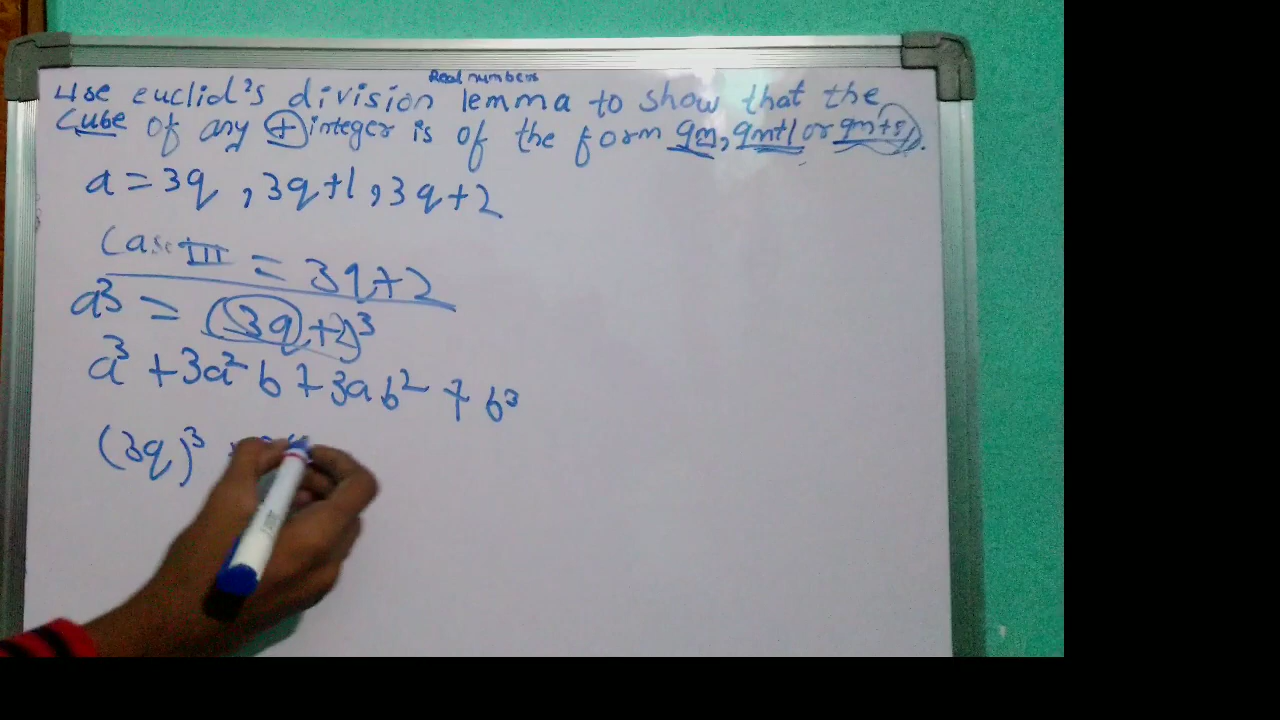 Real numbers
Use euclid's division lemma to show that the
cube of any + integer is of the form 9m, 9m+1 or
a = 3q , 3q+1 , 3q+2
Case III = 3q+2
a³ = (3q+2)³
a³ + 3a²b + 3ab² + b³
(3q)³